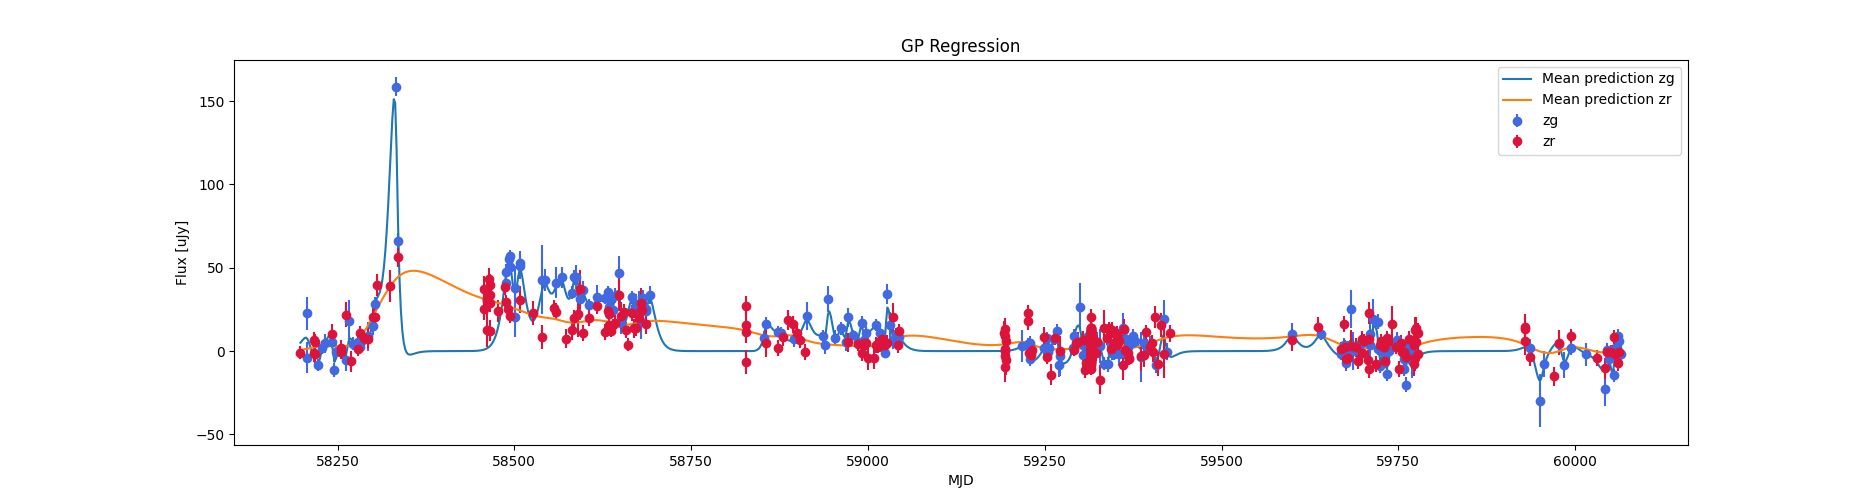 GP Regression
Mean prediction zg
Mean prediction zr
zg
zr
Flux [uJy]
150
100
50
0
−50
58250 58500 58750 59000 59250 59500 59750 60000
MJD